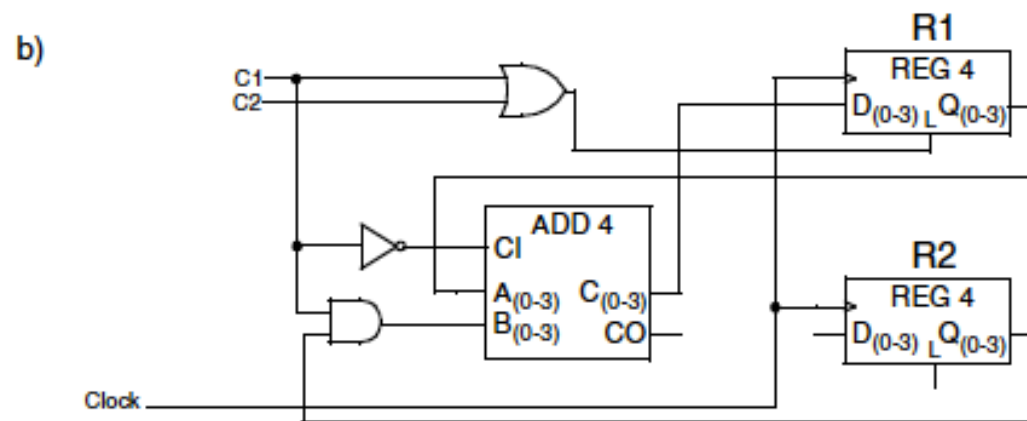 b)
C1
C2
R1
REG 4
D(0-3) L Q(0-3)
ADD 4
CI
A(0-3) C(0-3)
B(0-3) CO
R2
REG 4
D(0-3) L Q(0-3)
Clock